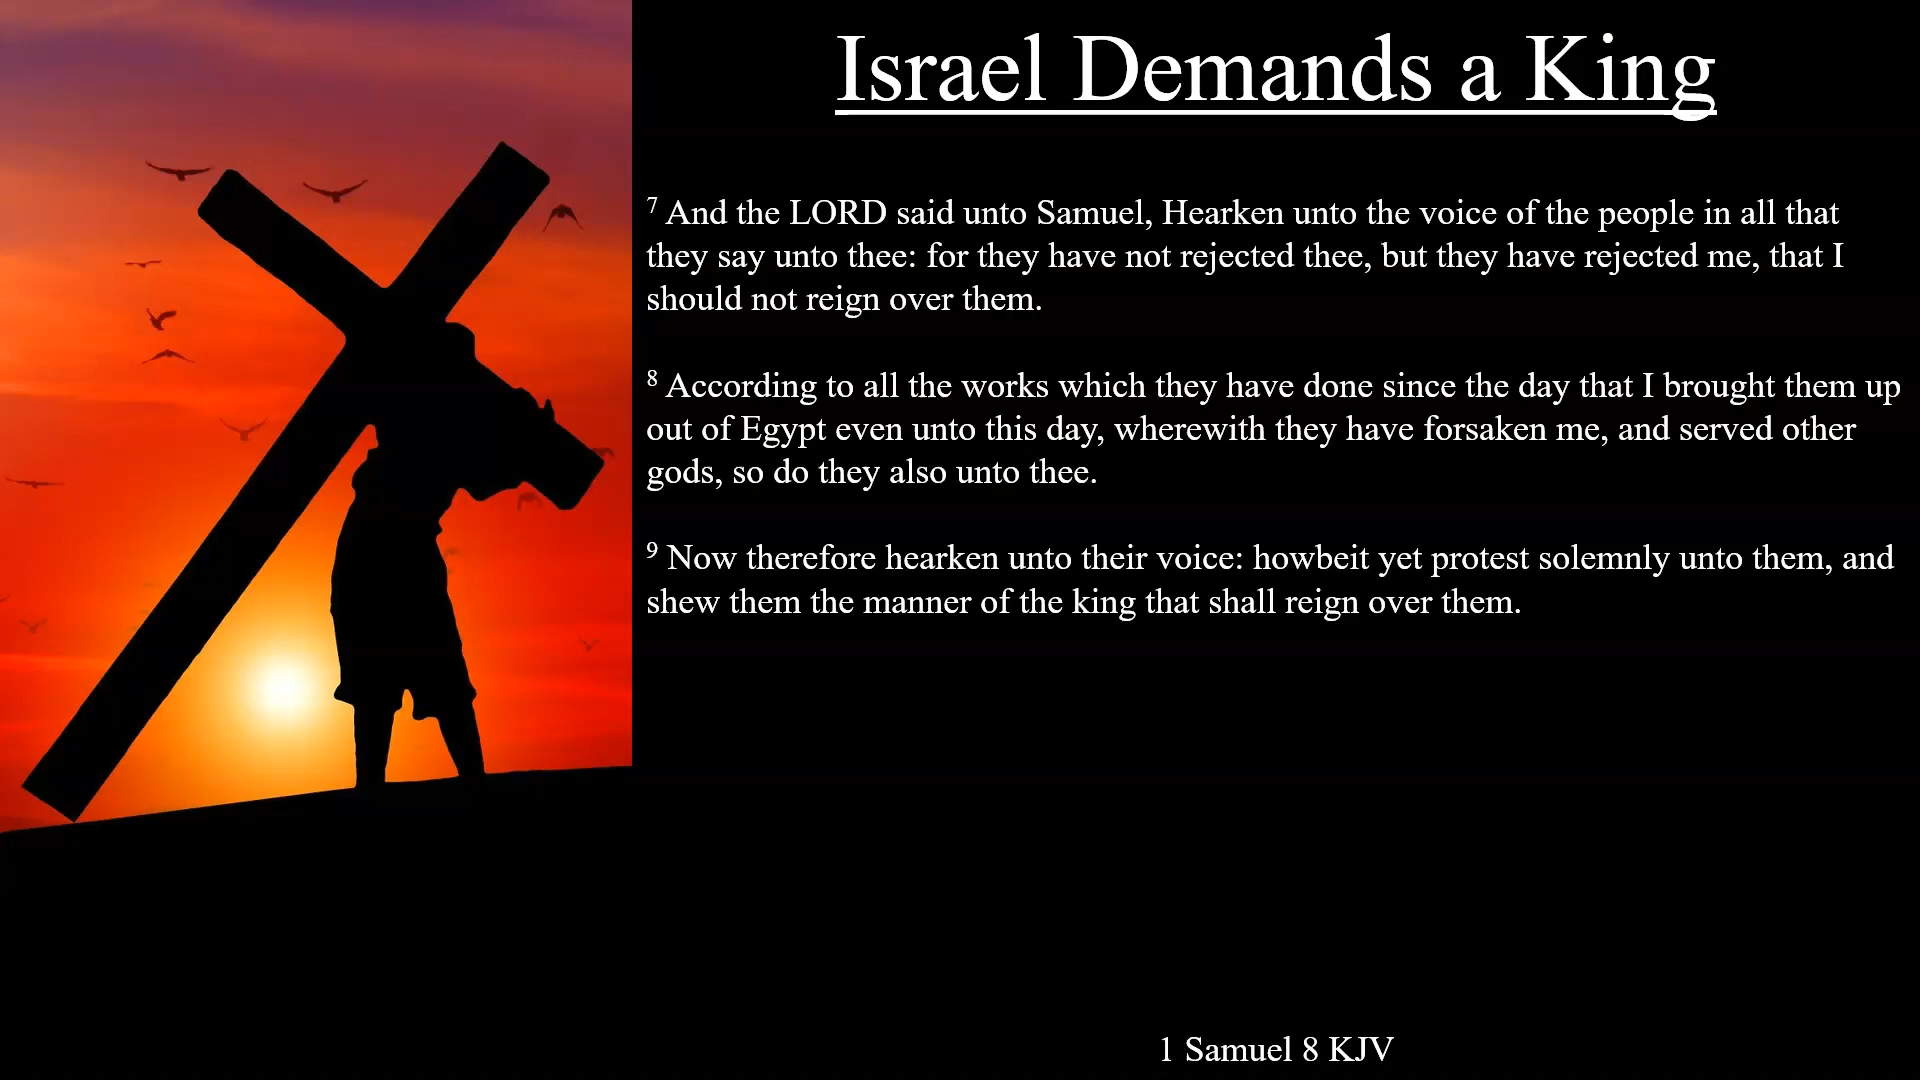 Israel Demands a King
7 And the LORD said unto Samuel, Hearken unto the voice of the people in all that
they say unto thee: for they have not rejected thee, but they have rejected me, that I
should not reign over them.
8 According to all the works which they have done since the day that I brought them up
out of Egypt even unto this day, wherewith they have forsaken me, and served other
gods, so do they also unto thee.
9 Now therefore hearken unto their voice: howbeit yet protest solemnly unto them, and
shew them the manner of the king that shall reign over them.
1 Samuel 8 KJV